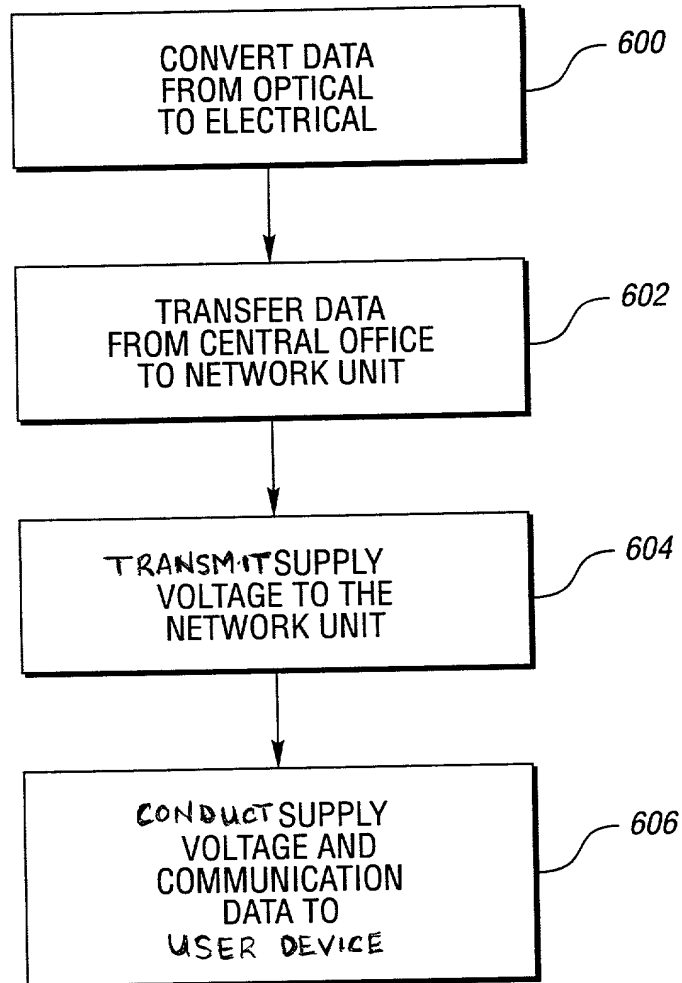 CONVERT DATA
FROM OPTICAL
TO ELECTRICAL
600
TRANSFER DATA
FROM CENTRAL OFFICE
TO NETWORK UNIT
602
TRANSMIT SUPPLY
VOLTAGE TO THE
NETWORK UNIT
604
CONDUCT SUPPLY
VOLTAGE AND
COMMUNICATION
DATA TO
USER DEVICE
606